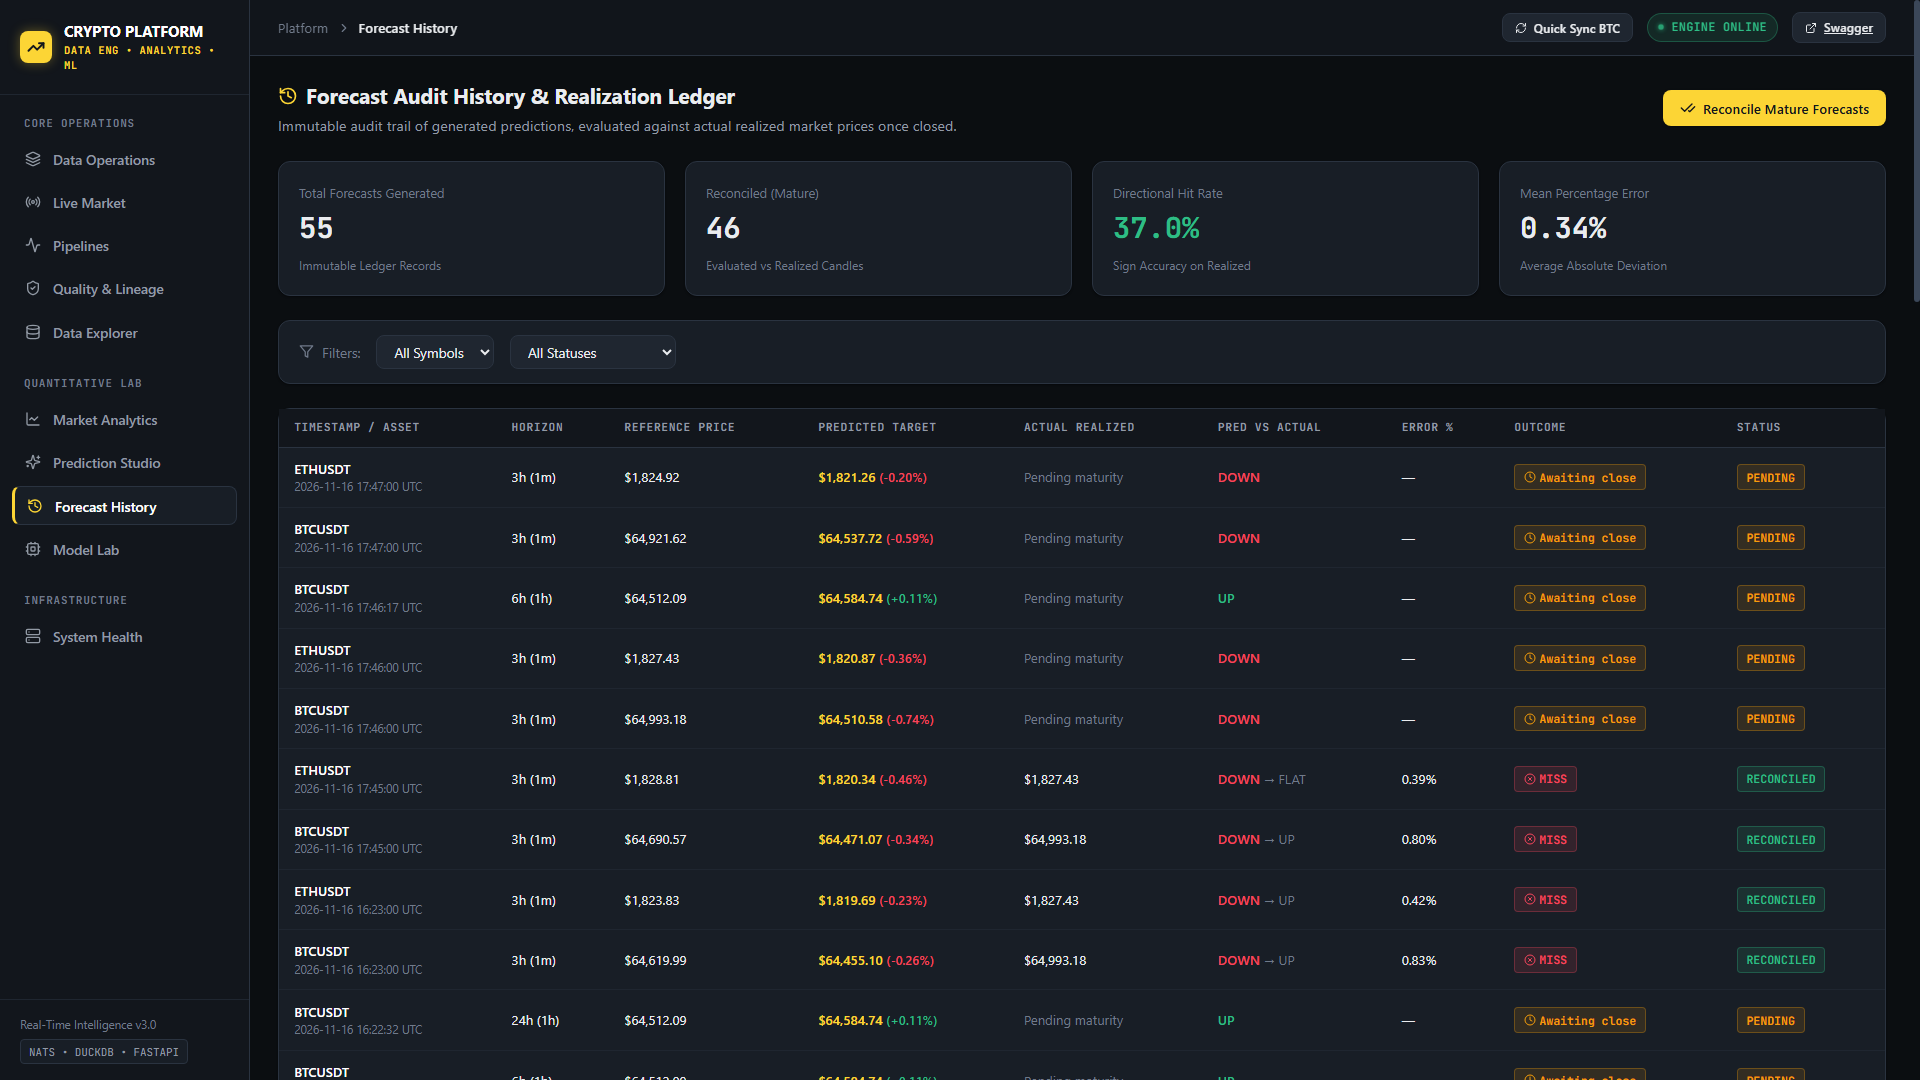 CRYPTO PLATFORM
DATA ENG • ANALYTICS •
ML
CORE OPERATIONS
Data Operations
Live Market
Pipelines
Quality & Lineage
Data Explorer
QUANTITATIVE LAB
Market Analytics
Prediction Studio
Forecast History
Model Lab
INFRASTRUCTURE
System Health
Real-Time Intelligence v3.0
NATS • DUCKDB • FASTAPI
Platform > Forecast History
Quick Sync BTC
ENGINE ONLINE
Swagger
Forecast Audit History & Realization Ledger
Immutable audit trail of generated predictions, evaluated against actual realized market prices once closed.
Reconcile Mature Forecasts
Total Forecasts Generated
55
Immutable Ledger Records
Reconciled (Mature)
46
Evaluated vs Realized Candles
Directional Hit Rate
37.0%
Sign Accuracy on Realized
Mean Percentage Error
0.34%
Average Absolute Deviation
Filters: All Symbols All Statuses
TIMESTAMP / ASSET HORIZON REFERENCE PRICE PREDICTED TARGET ACTUAL REALIZED PRED VS ACTUAL ERROR % OUTCOME STATUS
ETHUSDT
2026-11-16 17:47:00 UTC
3h (1m) $1,824.92 $1,821.26 (-0.20%) Pending maturity DOWN — Awaiting close PENDING
BTCUSDT
2026-11-16 17:47:00 UTC
3h (1m) $64,921.62 $64,537.72 (-0.59%) Pending maturity DOWN — Awaiting close PENDING
BTCUSDT
2026-11-16 17:46:17 UTC
6h (1h) $64,512.09 $64,584.74 (+0.11%) Pending maturity UP — Awaiting close PENDING
ETHUSDT
2026-11-16 17:46:00 UTC
3h (1m) $1,827.43 $1,820.87 (-0.36%) Pending maturity DOWN — Awaiting close PENDING
BTCUSDT
2026-11-16 17:46:00 UTC
3h (1m) $64,993.18 $64,510.58 (-0.74%) Pending maturity DOWN — Awaiting close PENDING
ETHUSDT
2026-11-16 17:45:00 UTC
3h (1m) $1,828.81 $1,820.34 (-0.46%) $1,827.43 DOWN → FLAT 0.39% MISS RECONCILED
BTCUSDT
2026-11-16 17:45:00 UTC
3h (1m) $64,690.57 $64,471.07 (-0.34%) $64,993.18 DOWN → UP 0.80% MISS RECONCILED
ETHUSDT
2026-11-16 16:23:00 UTC
3h (1m) $1,823.83 $1,819.69 (-0.23%) $1,827.43 DOWN → UP 0.42% MISS RECONCILED
BTCUSDT
2026-11-16 16:23:00 UTC
3h (1m) $64,619.99 $64,455.10 (-0.26%) $64,993.18 DOWN → UP 0.83% MISS RECONCILED
BTCUSDT
2026-11-16 16:22:32 UTC
24h (1h) $64,512.09 $64,584.74 (+0.11%) Pending maturity UP — Awaiting close PENDING
BTCUSDT